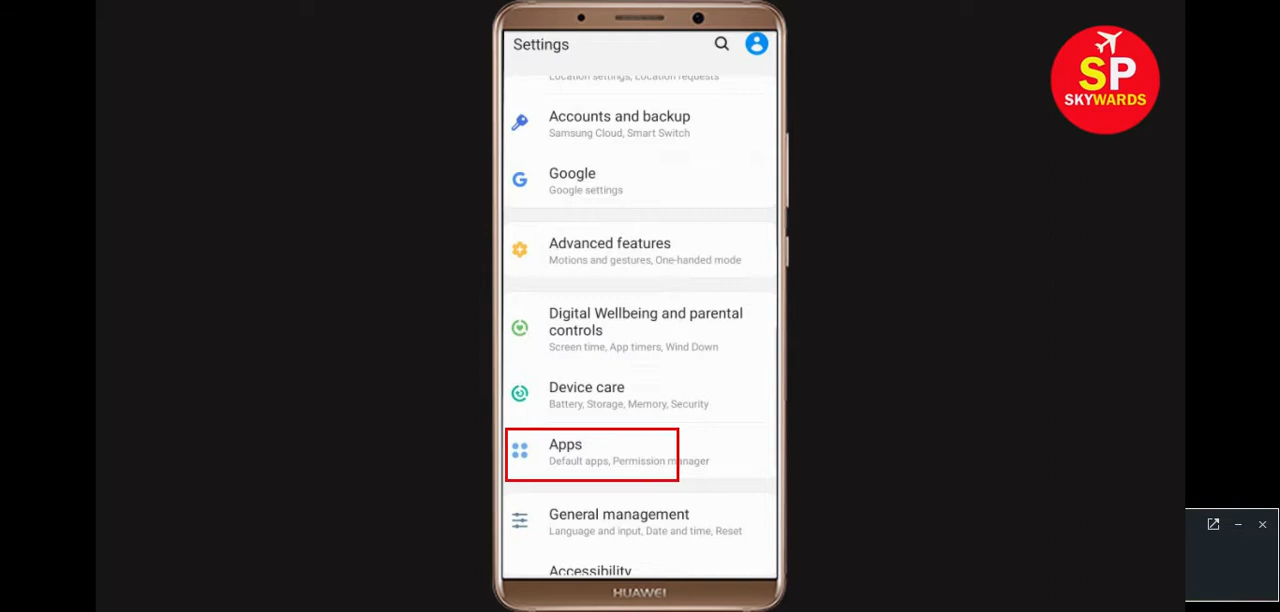 Settings
Location settings, Location requests
Accounts and backup
Samsung Cloud, Smart Switch
Google
Google settings
Advanced features
Motions and gestures, One-handed mode
Digital Wellbeing and parental
controls
Screen time, App timers, Wind Down
Device care
Battery, Storage, Memory, Security
Apps
Default apps, Permission manager
General management
Language and input, Date and time, Reset
Accessibility
HUAWEI
SP
SKYWARDS